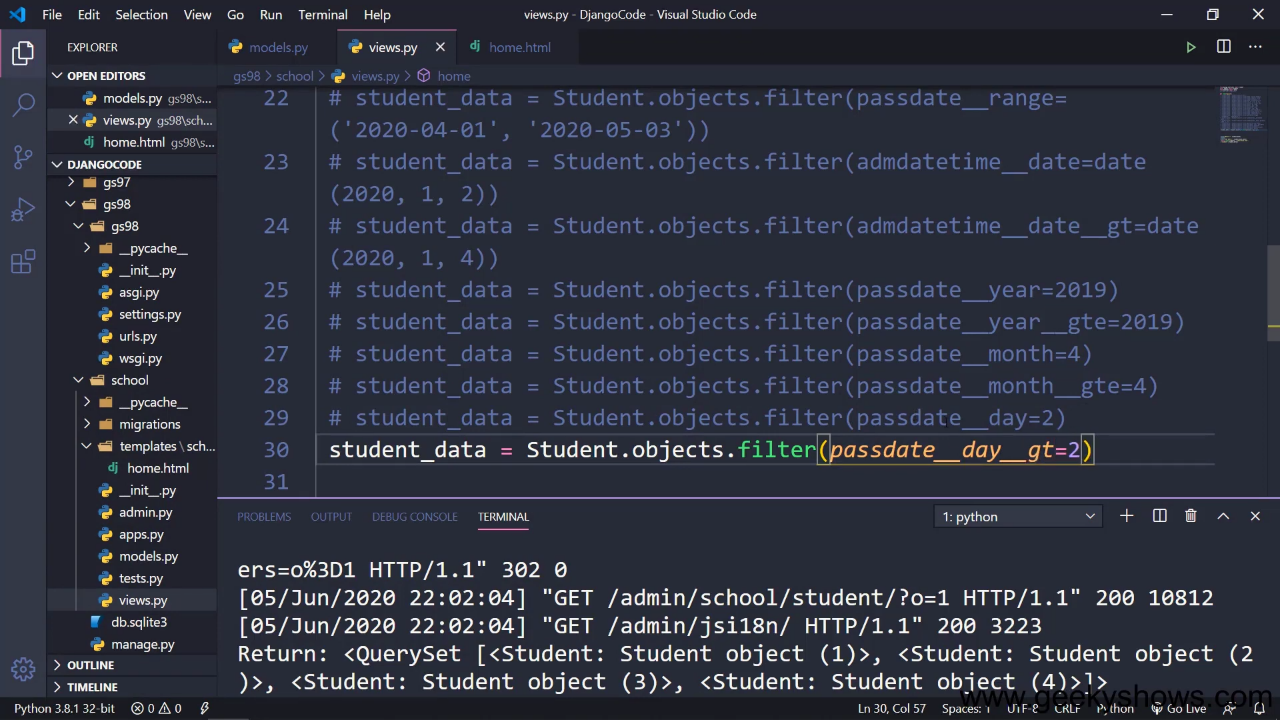 File Edit Selection View Go Run Terminal Help views.py - DjangoCode - Visual Studio Code
EXPLORER
models.py views.py home.html
OPEN EDITORS
models.py gs98\s...
views.py gs98\sch...
home.html gs98\sc...
gs98 > school > views.py > home
DJANGOCODE
gs97
gs98
gs98
__pycache__
__init__.py
asgi.py
settings.py
urls.py
wsgi.py
school
__pycache__
migrations
templates \ sc...
home.html
__init__.py
admin.py
apps.py
models.py
tests.py
views.py
db.sqlite3
manage.py
OUTLINE
TIMELINE
22 # student_data = Student.objects.filter(passdate__range=
('2020-04-01', '2020-05-03'))
23 # student_data = Student.objects.filter(admdatetime__date=date
(2020, 1, 2))
24 # student_data = Student.objects.filter(admdatetime__date__gt=date
(2020, 1, 4))
25 # student_data = Student.objects.filter(passdate__year=2019)
26 # student_data = Student.objects.filter(passdate__year__gte=2019)
27 # student_data = Student.objects.filter(passdate__month=4)
28 # student_data = Student.objects.filter(passdate__month__gte=4)
29 # student_data = Student.objects.filter(passdate__day=2)
30 student_data = Student.objects.filter(passdate__day__gt=2)
31
PROBLEMS OUTPUT DEBUG CONSOLE TERMINAL 1: python
ers=o%3D1 HTTP/1.1" 302 0
[05/Jun/2020 22:02:04] "GET /admin/school/student/?o=1 HTTP/1.1" 200 10812
[05/Jun/2020 22:02:04] "GET /admin/jsi18n/ HTTP/1.1" 200 3223
Return: <QuerySet [<Student: Student object (1)>, <Student: Student object (2
)>, <Student: Student object (3)>, <Student: Student object (4)>]>
www.geekyshows.com
Python 3.8.1 32-bit 0 0 Ln 30, Col 57 Spaces: 1 UTF-8 CRLF Python Go Live